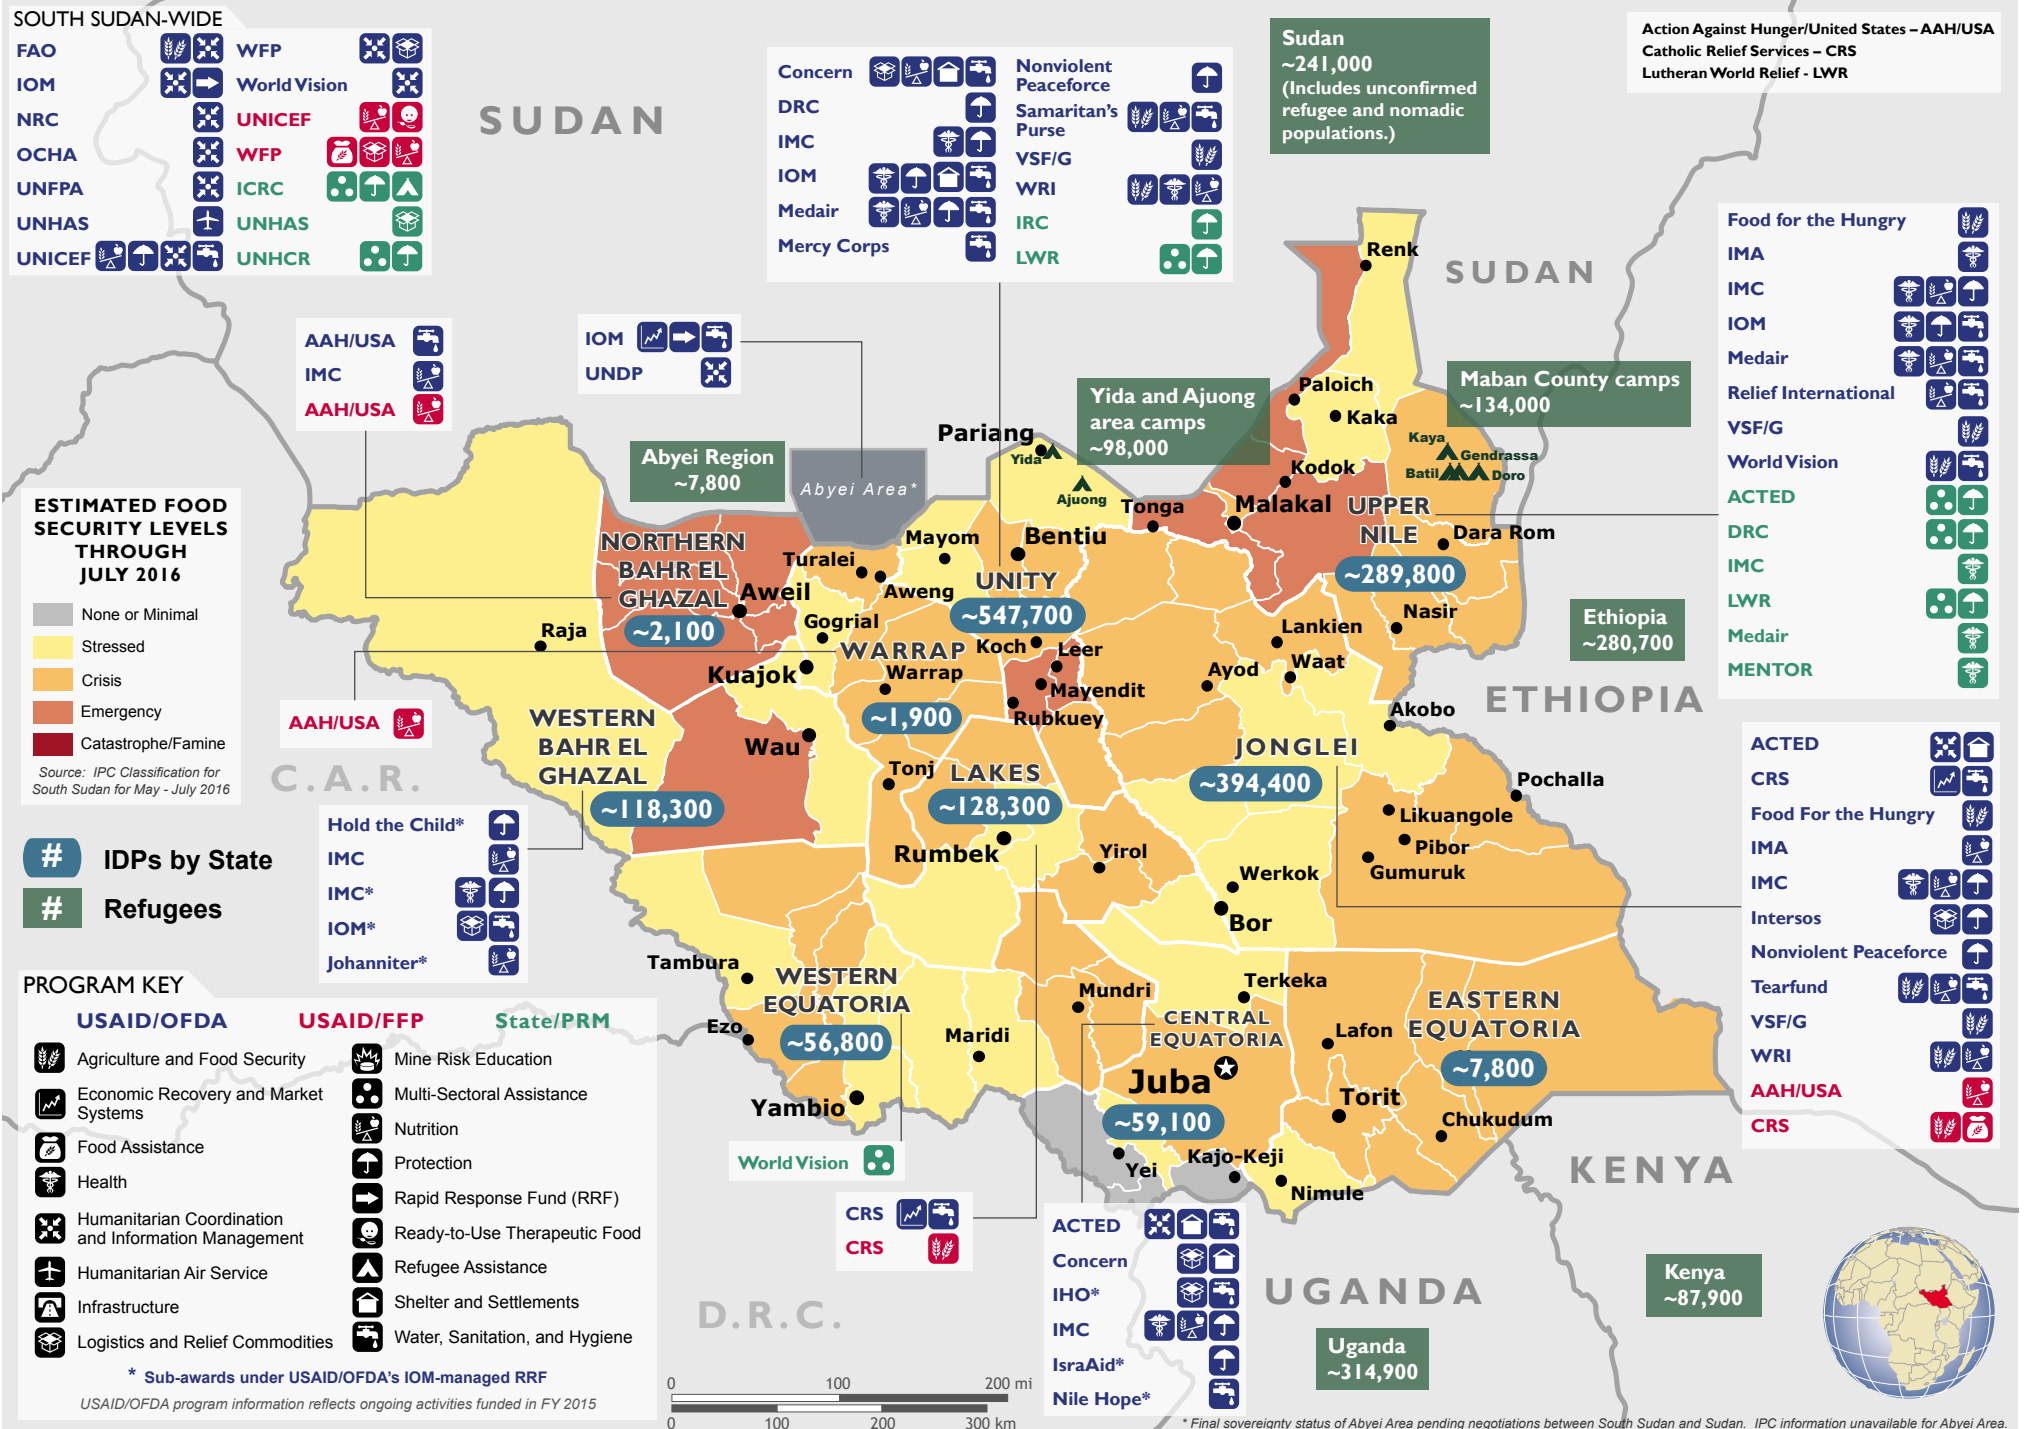 SOUTH SUDAN-WIDE
FAO
IOM
NRC
OCHA
UNFPA
UNHAS
UNICEF
WFP
World Vision
UNICEF
WFP
ICRC
UNHAS
UNHCR
SUDAN
Concern
DRC
IMC
IOM
Medair
Mercy Corps
Nonviolent
Peaceforce
Samaritan's
Purse
VSF/G
WRI
IRC
LWR
Sudan
~241,000
(Includes unconfirmed
refugee and nomadic
populations.)
Action Against Hunger/United States – AAH/USA
Catholic Relief Services – CRS
Lutheran World Relief - LWR
AAH/USA
IMC
AAH/USA
IOM
UNDP
Abyei Region
~7,800
Abyei Area*
Yida and Ajuong
area camps
~98,000
Renk
SUDAN
Maban County camps
~134,000
Food for the Hungry
IMA
IMC
IOM
Medair
Relief International
VSF/G
World Vision
ACTED
DRC
IMC
LWR
Medair
MENTOR
ESTIMATED FOOD
SECURITY LEVELS
THROUGH
JULY 2016
None or Minimal
Stressed
Crisis
Emergency
Catastrophe/Famine
Source: IPC Classification for
South Sudan for May - July 2016
# IDPs by State
# Refugees
Paloich
Kaka
Kaya
Gendrassa
Batil
Doro
Pariang
Yida
Ajuong
Kodok
Tonga
Malakal
UPPER
NILE
~289,800
Dara Rom
Nasir
NORTHERN
BAHR EL
GHAZAL
Aweil
~2,100
Turalei
Mayom
Aweng
Bentiu
UNITY
~547,700
Gogrial
Koch
Leer
WARRAP
Kuajok
Warrap
Mayendit
~1,900
Rubkuey
Raja
Lankien
Waat
Ayod
Akobo
Ethiopia
~280,700
ETHIOPIA
AAH/USA
C.A.R.
WESTERN
BAHR EL
GHAZAL
~118,300
Wau
Tonj
LAKES
~128,300
Rumbek
Yirol
JONGLEI
~394,400
Pochalla
Likuangole
Pibor
Gumuruk
Werkok
Bor
Hold the Child*
IMC
IMC*
IOM*
Johanniter*
ACTED
CRS
Food For the Hungry
IMA
IMC
Intersos
Nonviolent Peaceforce
Tearfund
VSF/G
WRI
AAH/USA
CRS
Tambura
WESTERN
EQUATORIA
~56,800
Ezo
Maridi
Yambio
Mundri
Terkeka
CENTRAL
EQUATORIA
Juba
~59,100
Yei
Kajo-Keji
Nimule
EASTERN
EQUATORIA
~7,800
Lafon
Torit
Chukudum
PROGRAM KEY
USAID/OFDA
USAID/FFP
State/PRM
Agriculture and Food Security
Economic Recovery and Market
Systems
Food Assistance
Health
Humanitarian Coordination
and Information Management
Humanitarian Air Service
Infrastructure
Logistics and Relief Commodities
Mine Risk Education
Multi-Sectoral Assistance
Nutrition
Protection
Rapid Response Fund (RRF)
Ready-to-Use Therapeutic Food
Refugee Assistance
Shelter and Settlements
Water, Sanitation, and Hygiene
* Sub-awards under USAID/OFDA's IOM-managed RRF
USAID/OFDA program information reflects ongoing activities funded in FY 2015
World Vision
CRS
CRS
ACTED
Concern
IHO*
IMC
IsraAid*
Nile Hope*
D.R.C.
UGANDA
Uganda
~314,900
KENYA
Kenya
~87,900
0 100 200 mi
0 100 200 300 km
* Final sovereignty status of Abyei Area pending negotiations between South Sudan and Sudan. IPC information unavailable for Abyei Area.